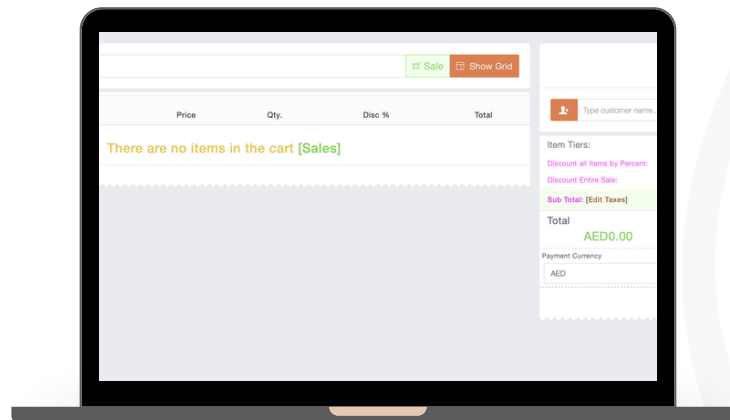 Sale
Show Grid
Price Qty. Disc % Total
There are no items in the cart [Sales]
Type customer name..
Item Tiers:
Discount all Items by Percent:
Discount Entire Sale:
Sub Total: [Edit Taxes]
Total
AED0.00
Payment Currency
AED